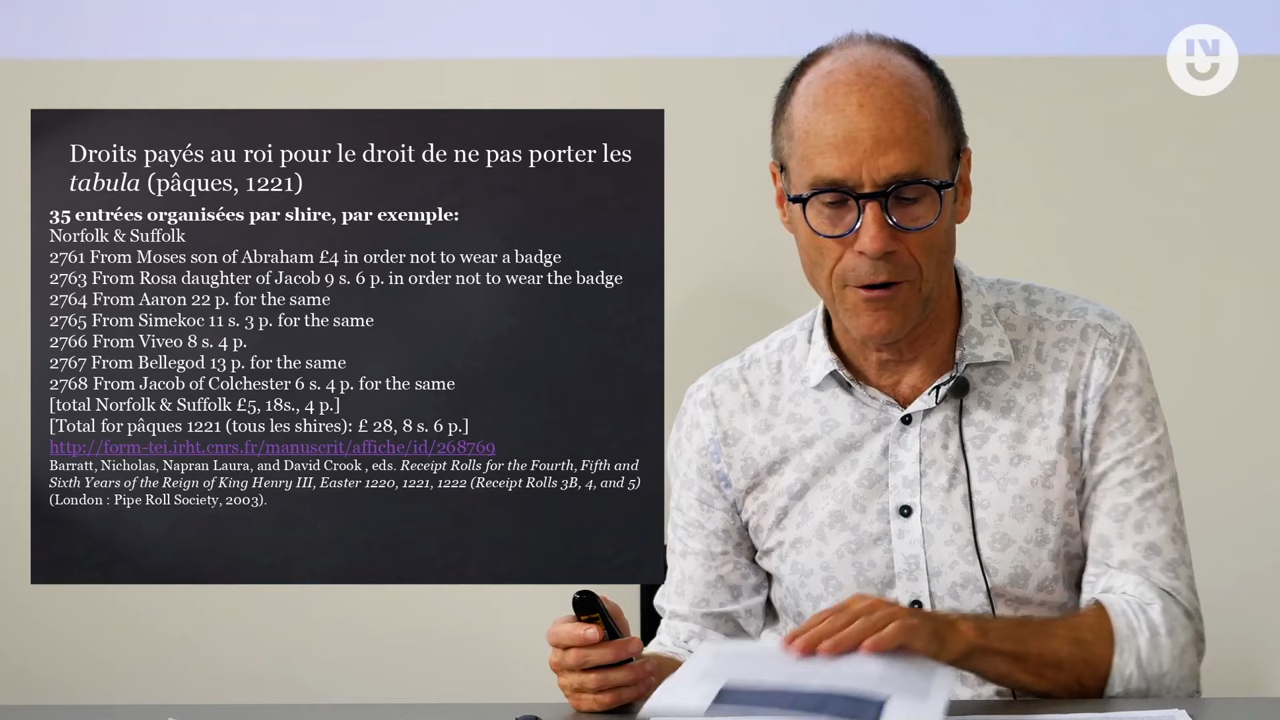 Droits payés au roi pour le droit de ne pas porter les
tabula (pâques, 1221)
35 entrées organisées par shire, par exemple:
Norfolk & Suffolk
2761 From Moses son of Abraham £4 in order not to wear a badge
2763 From Rosa daughter of Jacob 9 s. 6 p. in order not to wear the badge
2764 From Aaron 22 p. for the same
2765 From Simekoc 11 s. 3 p. for the same
2766 From Viveo 8 s. 4 p.
2767 From Bellegod 13 p. for the same
2768 From Jacob of Colchester 6 s. 4 p. for the same
[total Norfolk & Suffolk £5, 18s., 4 p.]
[Total for pâques 1221 (tous les shires): £ 28, 8 s. 6 p.]
http://form-tei.irht.cnrs.fr/manuscrit/affiche/id/268769
Barratt, Nicholas, Napran Laura, and David Crook , eds. Receipt Rolls for the Fourth, Fifth and
Sixth Years of the Reign of King Henry III, Easter 1220, 1221, 1222 (Receipt Rolls 3B, 4, and 5)
(London : Pipe Roll Society, 2003).